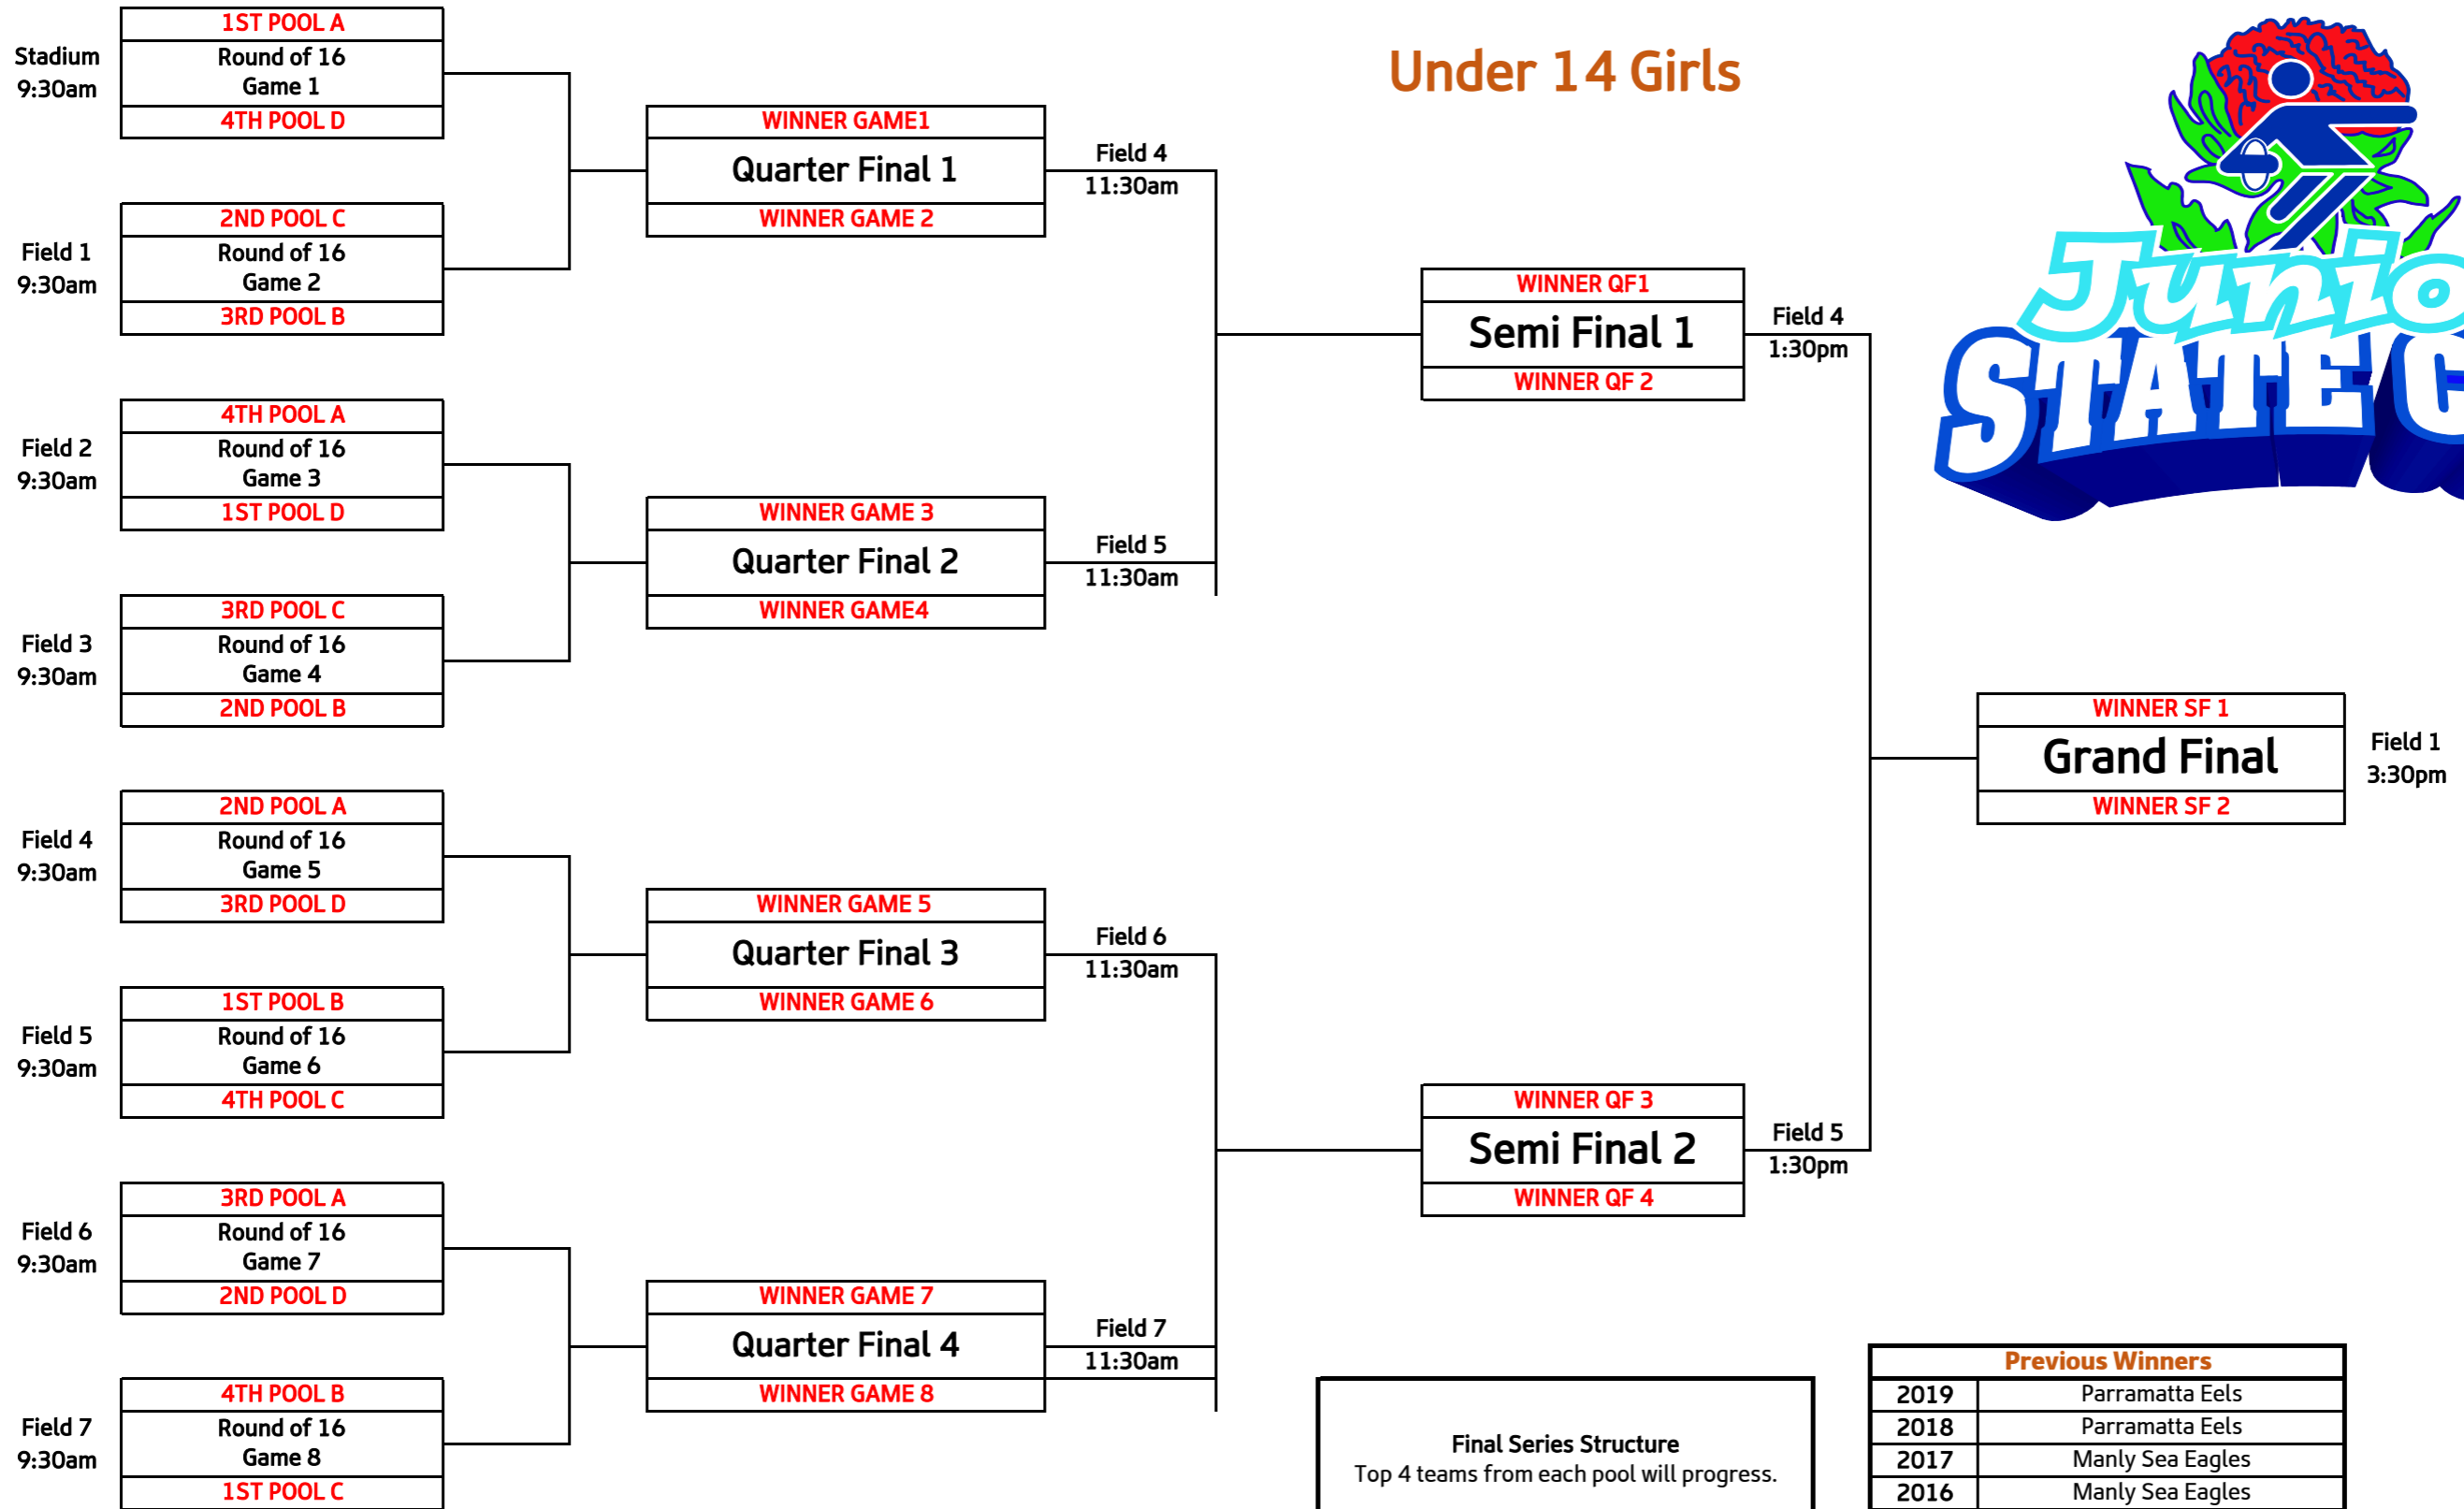 Under 14 Girls
Junio
STATE C
Stadium
9:30am
1ST POOL A
Round of 16
Game 1
4TH POOL D
Field 1
9:30am
2ND POOL C
Round of 16
Game 2
3RD POOL B
Field 2
9:30am
4TH POOL A
Round of 16
Game 3
1ST POOL D
Field 3
9:30am
3RD POOL C
Round of 16
Game 4
2ND POOL B
Field 4
9:30am
2ND POOL A
Round of 16
Game 5
3RD POOL D
Field 5
9:30am
1ST POOL B
Round of 16
Game 6
4TH POOL C
Field 6
9:30am
3RD POOL A
Round of 16
Game 7
2ND POOL D
Field 7
9:30am
4TH POOL B
Round of 16
Game 8
1ST POOL C
WINNER GAME1
Quarter Final 1
WINNER GAME 2
Field 4
11:30am
WINNER GAME 3
Quarter Final 2
WINNER GAME4
Field 5
11:30am
WINNER GAME 5
Quarter Final 3
WINNER GAME 6
Field 6
11:30am
WINNER GAME 7
Quarter Final 4
WINNER GAME 8
Field 7
11:30am
WINNER QF1
Semi Final 1
WINNER QF 2
Field 4
1:30pm
WINNER QF 3
Semi Final 2
WINNER QF 4
Field 5
1:30pm
WINNER SF 1
Grand Final
WINNER SF 2
Field 1
3:30pm
Final Series Structure
Top 4 teams from each pool will progress.
Previous Winners
2019 Parramatta Eels
2018 Parramatta Eels
2017 Manly Sea Eagles
2016 Manly Sea Eagles